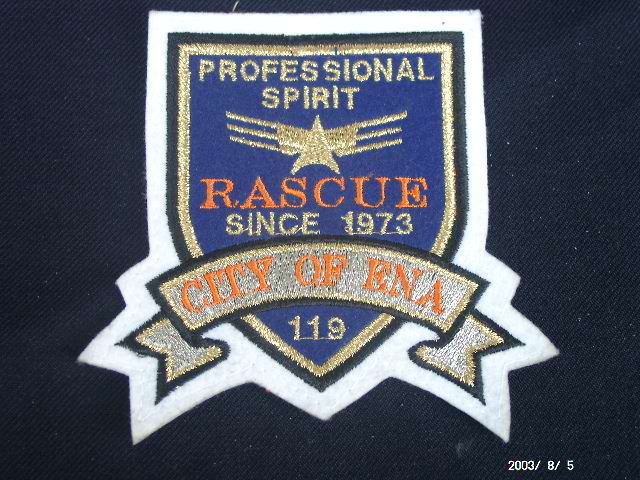 PROFESSIONAL
SPIRIT
RASCUE
SINCE 1973
CITY OF ENA
119
2003/ 8/ 5